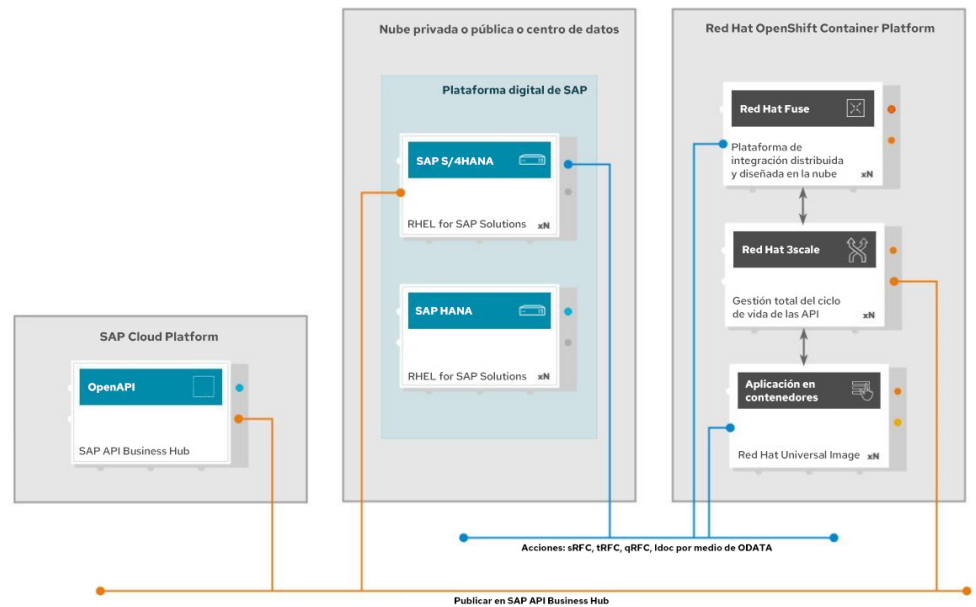 Nube privada o pública o centro de datos
Plataforma digital de SAP
SAP S/4HANA
RHEL for SAP Solutions xN
SAP HANA
RHEL for SAP Solutions xN
Red Hat OpenShift Container Platform
Red Hat Fuse
Plataforma de
integración distribuida
y diseñada en la nube xN
Red Hat 3scale
Gestión total del ciclo
de vida de las API xN
Aplicación en
contenedores
Red Hat Universal Image xN
SAP Cloud Platform
OpenAPI
SAP API Business Hub
Acciones: sRFC, tRFC, qRFC, Idoc por medio de ODATA
Publicar en SAP API Business Hub